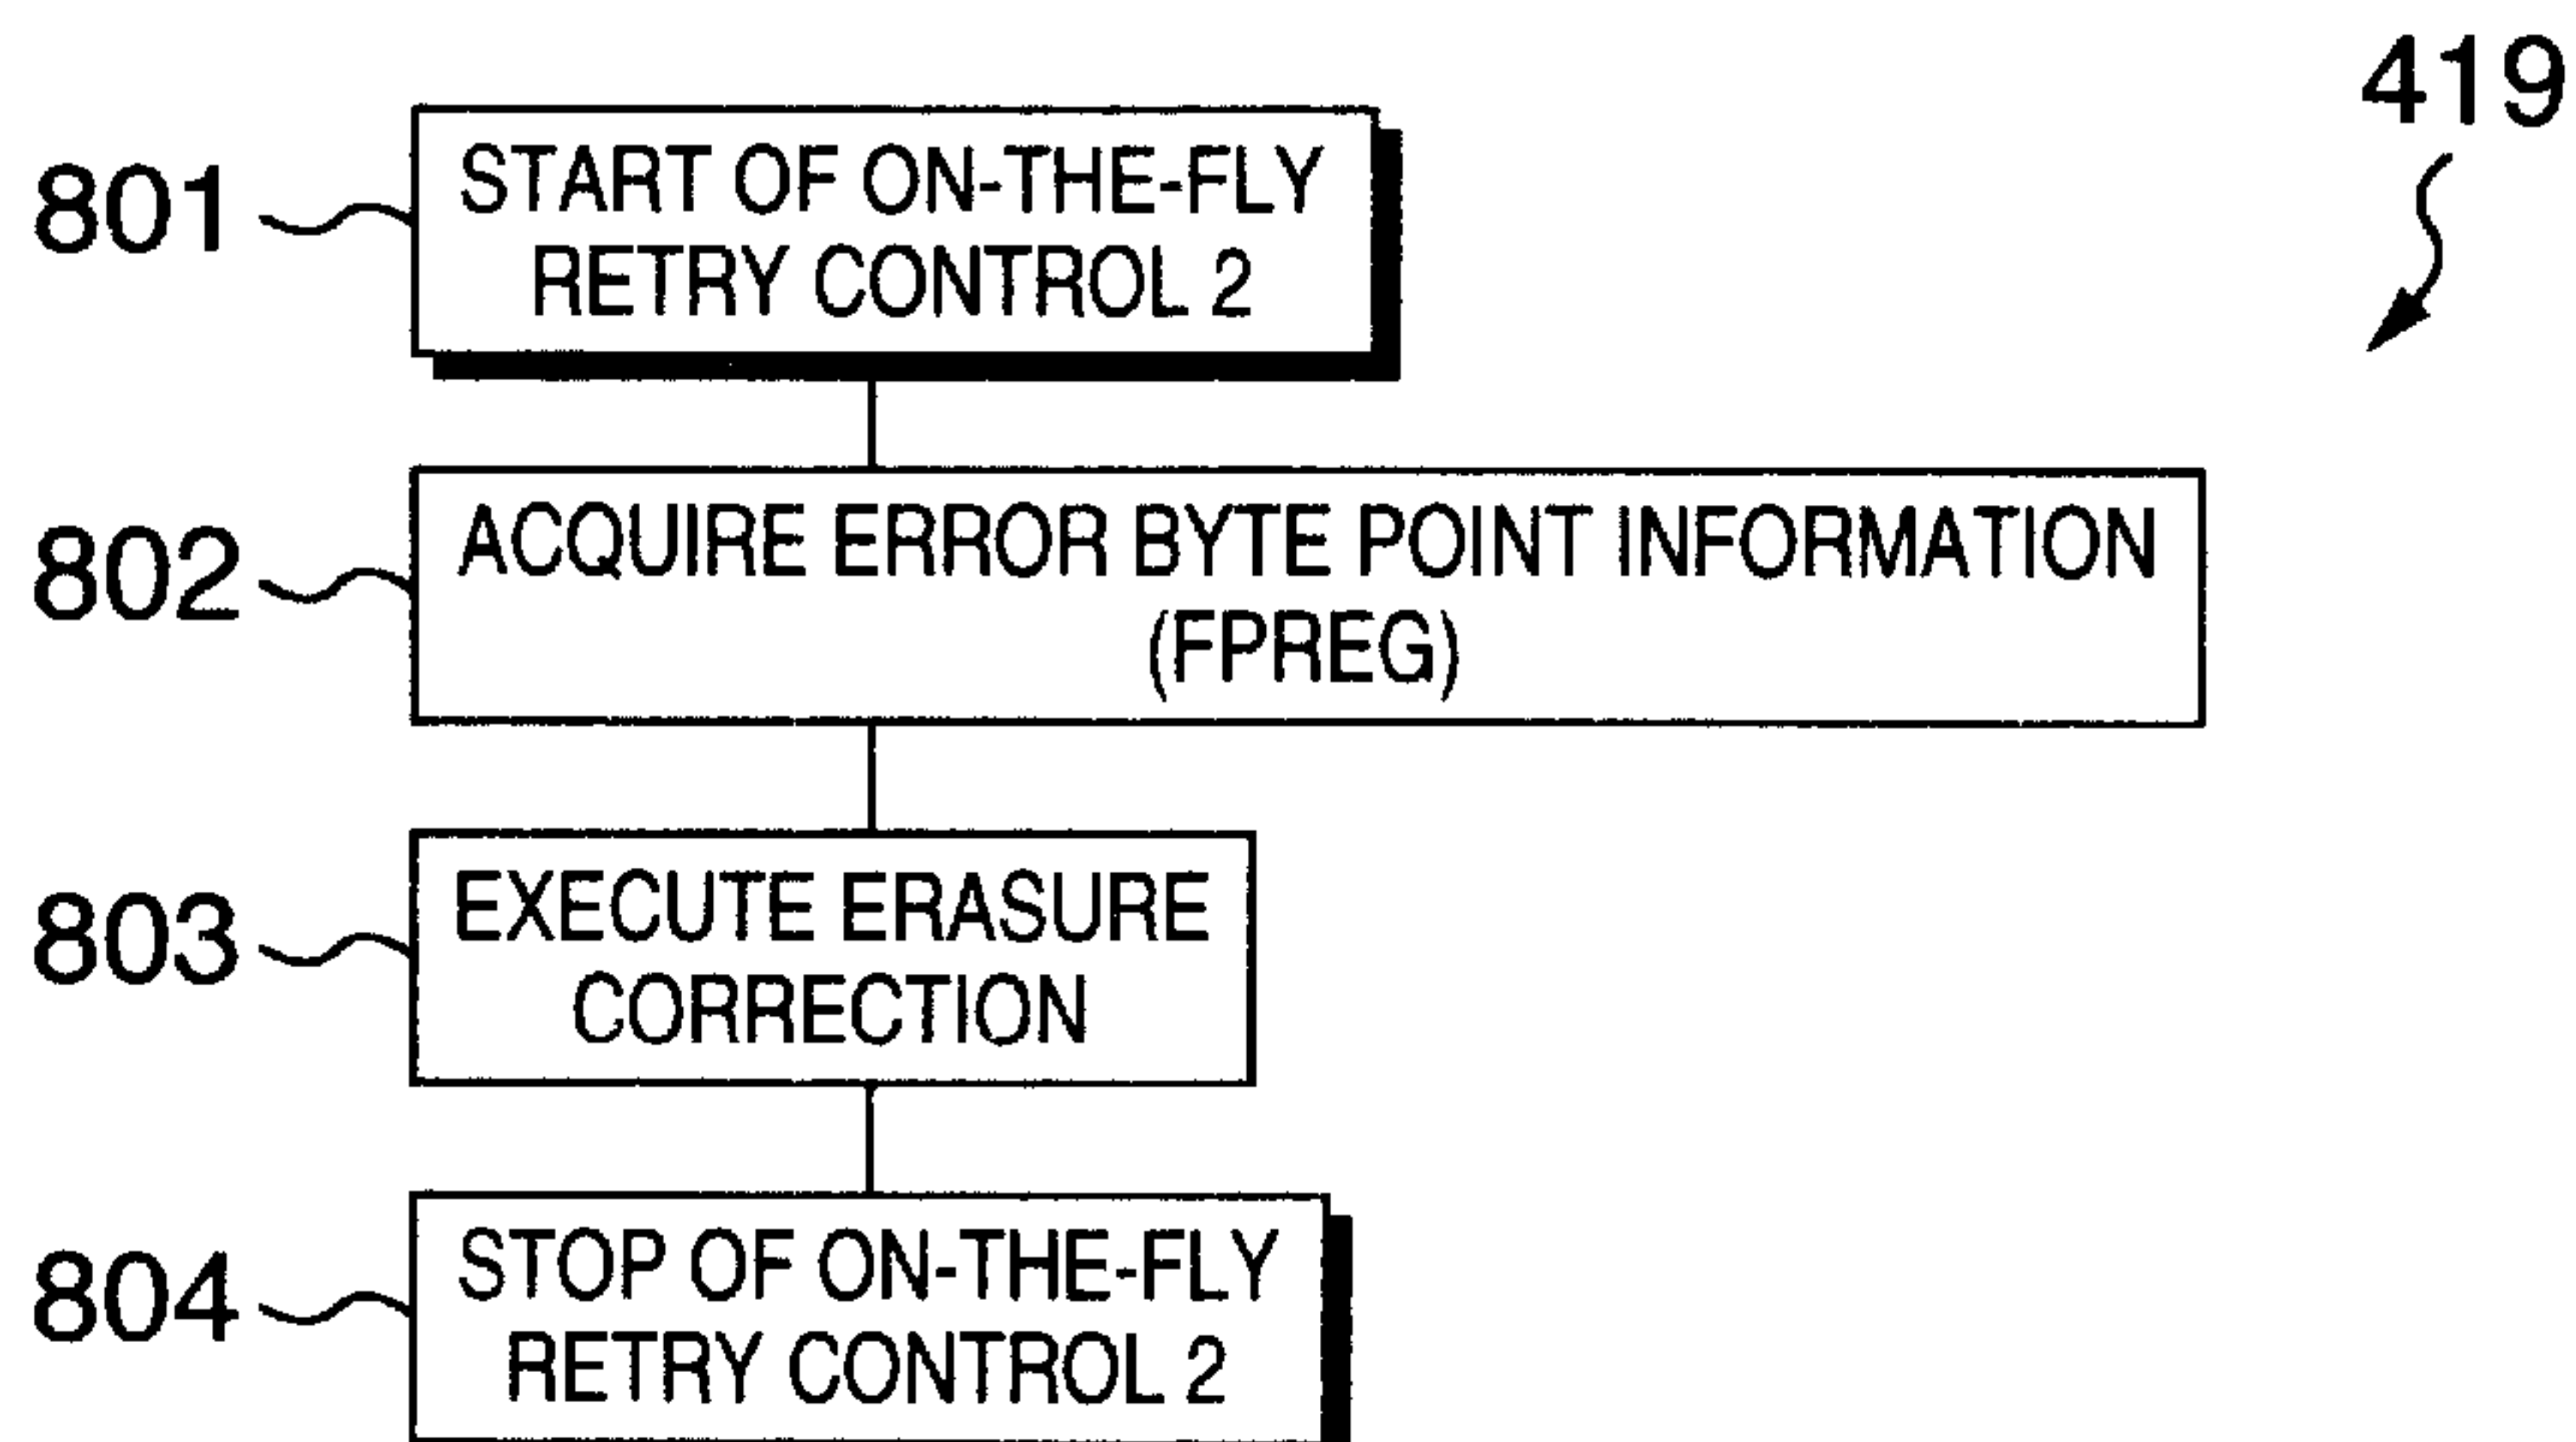 419
801
START OF ON-THE-FLY
RETRY CONTROL 2
802
ACQUIRE ERROR BYTE POINT INFORMATION
(FPREG)
803
EXECUTE ERASURE
CORRECTION
804
STOP OF ON-THE-FLY
RETRY CONTROL 2